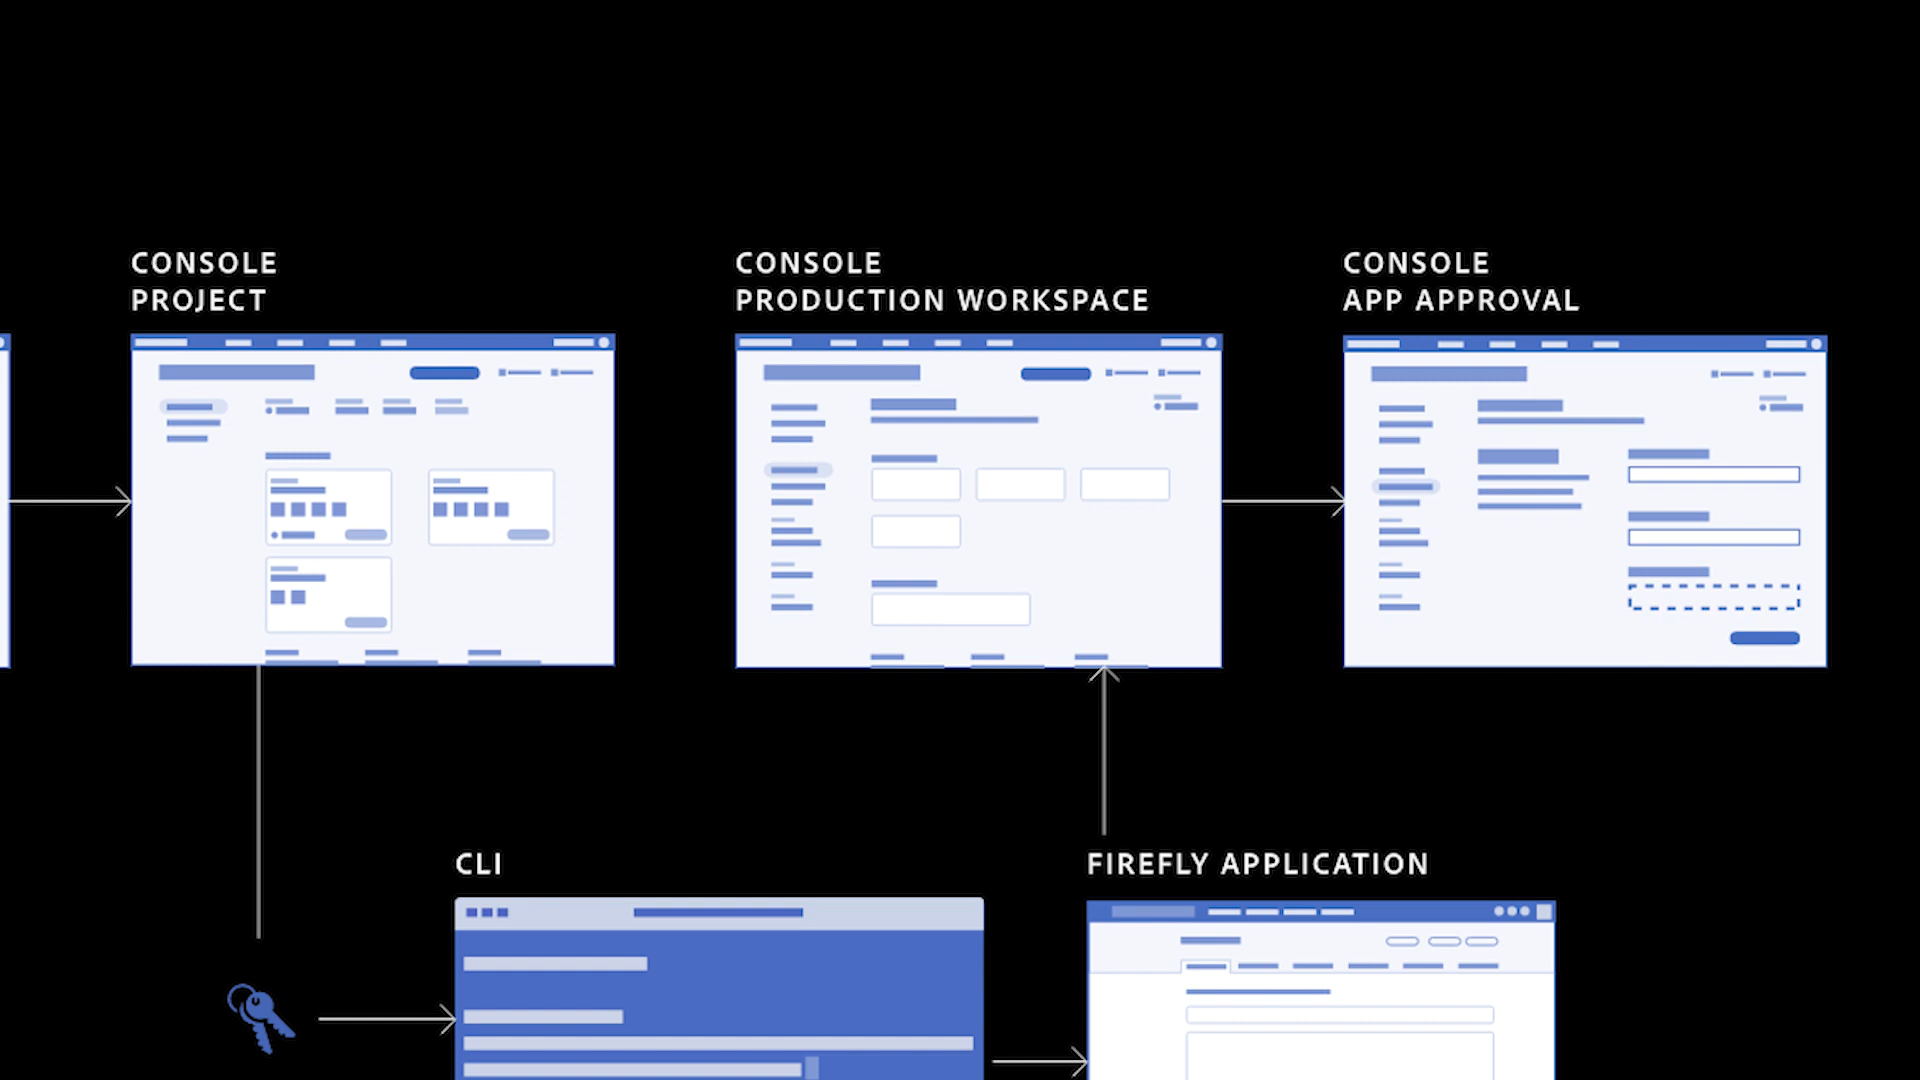 CONSOLE
PROJECT
CONSOLE
PRODUCTION WORKSPACE
CONSOLE
APP APPROVAL
CLI
FIREFLY APPLICATION